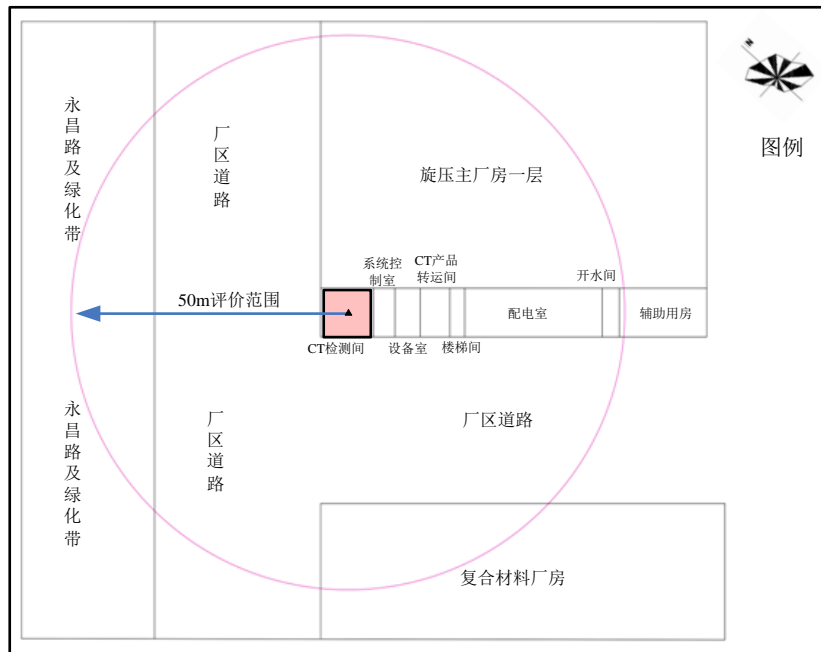 N
图例
永昌路及绿化带
厂区道路
旋压主厂房一层
系统控
制室
CT产品
转运间
开水间
50m评价范围
配电室
辅助用房
CT检测间
设备室
楼梯间
永昌路及绿化带
厂区道路
厂区道路
复合材料厂房